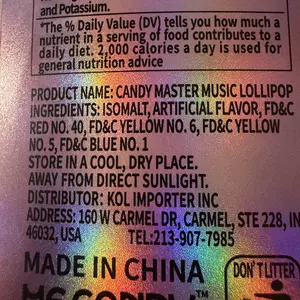 and Potassium.
*The % Daily Value (DV) tells you how much a
nutrient in a serving of food contributes to a
daily diet. 2,000 calories a day is used for
general nutrition advice
PRODUCT NAME: CANDY MASTER MUSIC LOLLIPOP
INGREDIENTS: ISOMALT, ARTIFICIAL FLAVOR, FD&C
RED NO. 40, FD&C YELLOW NO. 6, FD&C YELLOW
NO. 5, FD&C BLUE NO. 1
STORE IN A COOL, DRY PLACE.
AWAY FROM DIRECT SUNLIGHT.
DISTRIBUTOR: KOL IMPORTER INC
ADDRESS: 160 W CARMEL DR, CARMEL, STE 228, IN
46032, USA TEL:213-907-7985
MADE IN CHINA
DON'T LITTER